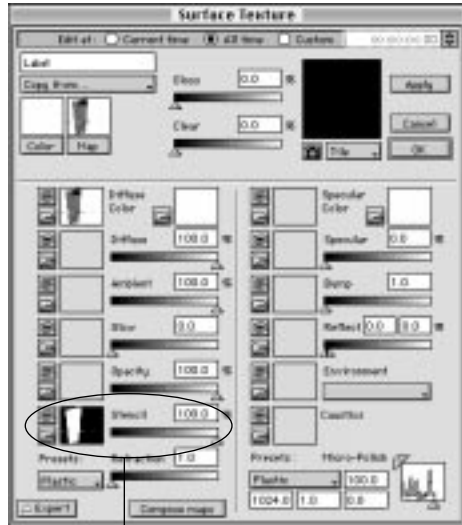 Surface Texture
Edit at: Current time All time Custom 00:00:00:00
Label
Copy from...
Gloss 0.0 %
Clear 0.0 %
Color Map
Tile
Apply
Cancel
OK
Diffuse Color
Diffuse 100.0 %
Ambient 100.0 %
Glow 0.0
Opacity 100.0 %
Stencil 100.0 %
Refraction 1.0
Presets:
Plastic
Expert
Compose maps
Specular Color
Specular 0.0 %
Bump 1.0
Reflect 0.0 0.0 %
Environment
Caustics
Presets: Micro-Polish
Plastic 100.0
1024.0 1.0 0.0